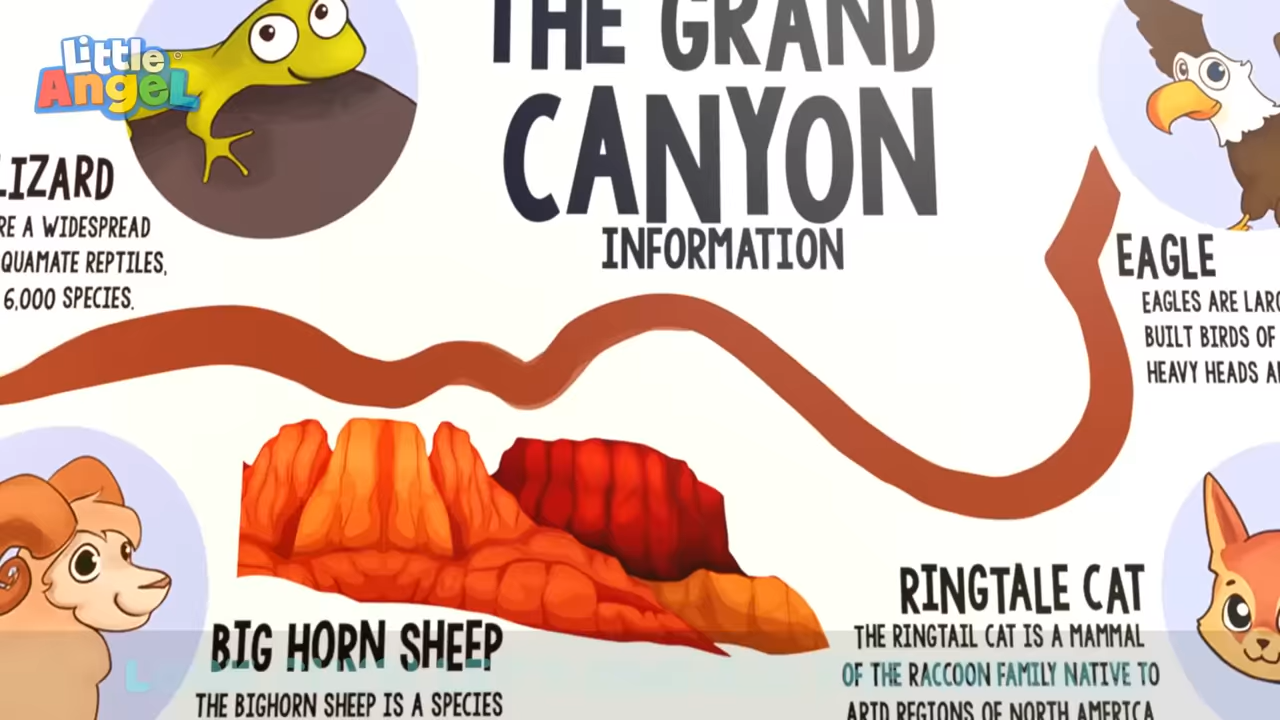 Little
Angel
THE GRAND
CANYON
INFORMATION
LIZARD
RE A WIDESPREAD
QUAMATE REPTILES,
6,000 SPECIES.
EAGLE
EAGLES ARE LARG
BUILT BIRDS OF
HEAVY HEADS A
BIG HORN SHEEP
THE BIGHORN SHEEP IS A SPECIES
RINGTALE CAT
THE RINGTAIL CAT IS A MAMMAL
OF THE RACCOON FAMILY NATIVE TO
ARID REGIONS OF NORTH AMERICA